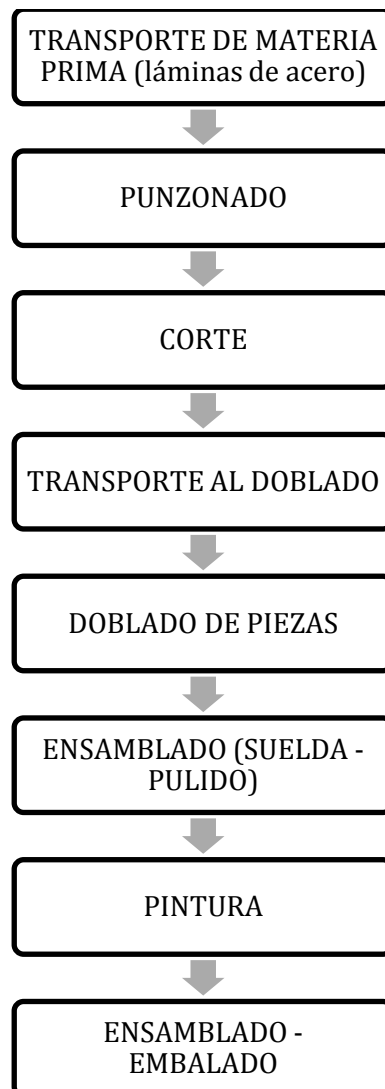 TRANSPORTE DE MATERIA
PRIMA (láminas de acero)
PUNZONADO
CORTE
TRANSPORTE AL DOBLADO
DOBLADO DE PIEZAS
ENSAMBLADO (SUELDA -
PULIDO)
PINTURA
ENSAMBLADO -
EMBALADO